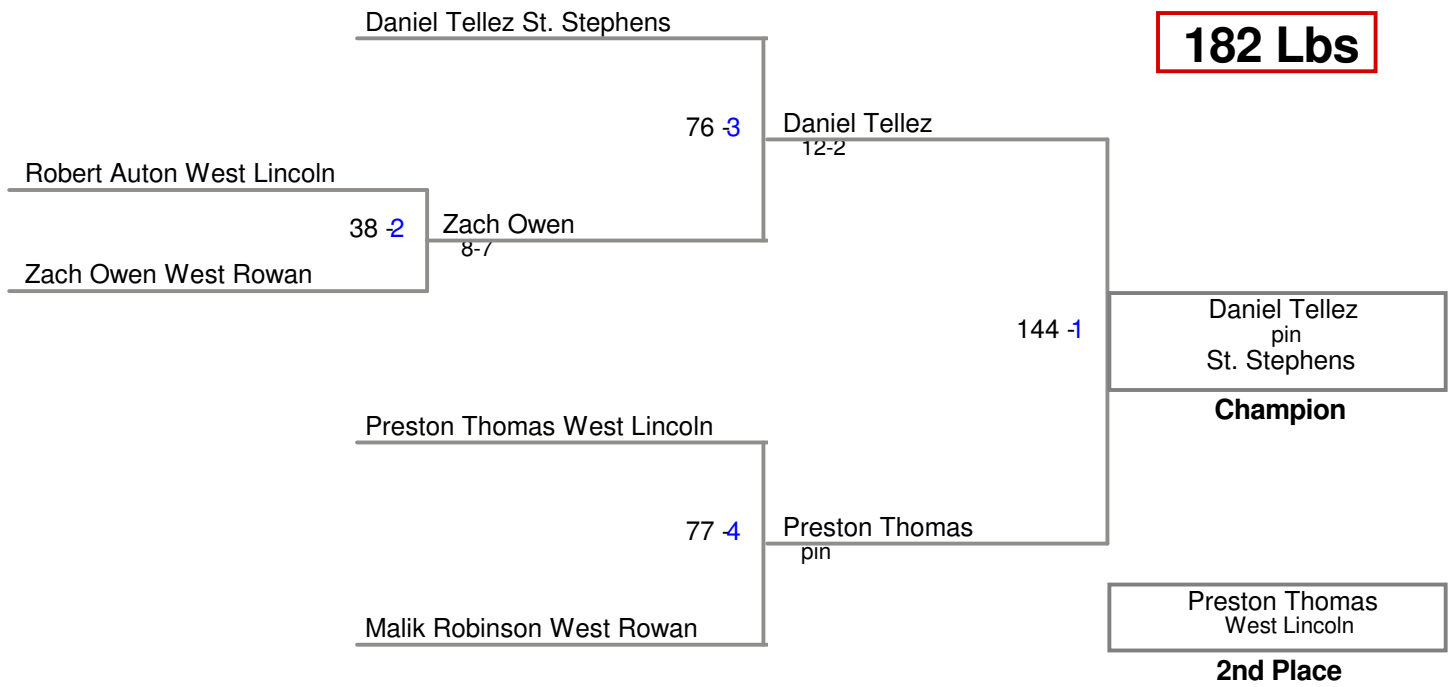 Daniel Tellez St. Stephens
182 Lbs
76 -3
Daniel Tellez
12-2
Robert Auton West Lincoln
38 -2
Zach Owen
8-7
Zach Owen West Rowan
144 -1
Daniel Tellez
pin
St. Stephens
Champion
Preston Thomas West Lincoln
77 -4
Preston Thomas
pin
Malik Robinson West Rowan
Preston Thomas
West Lincoln
2nd Place